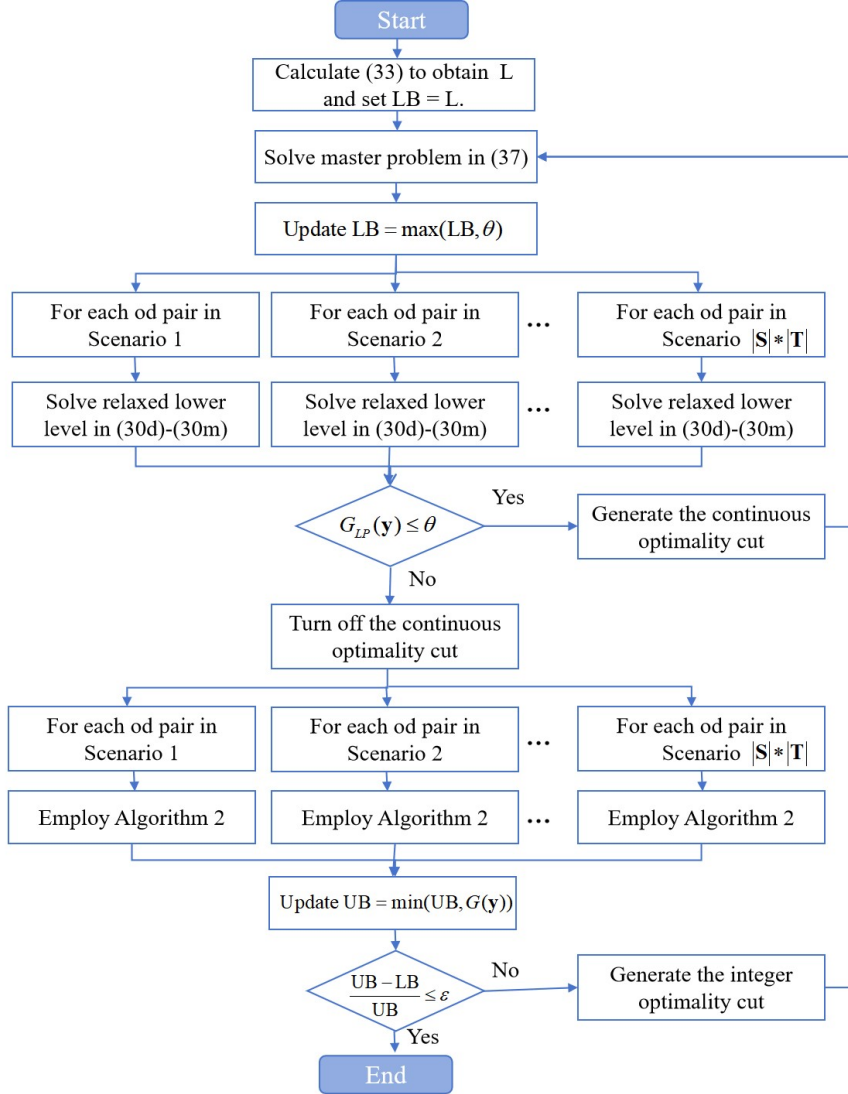 Start
Calculate (33) to obtain L
and set LB = L.
Solve master problem in (37)
Update LB = max(LB, θ)
For each od pair in
Scenario 1
For each od pair in
Scenario 2
...
For each od pair in
Scenario |S|*|T|
Solve relaxed lower
level in (30d)-(30m)
Solve relaxed lower
level in (30d)-(30m)
...
Solve relaxed lower
level in (30d)-(30m)
G_LP(y) ≤ θ
Yes
Generate the continuous
optimality cut
No
Turn off the continuous
optimality cut
For each od pair in
Scenario 1
For each od pair in
Scenario 2
...
For each od pair in
Scenario |S|*|T|
Employ Algorithm 2
Employ Algorithm 2
...
Employ Algorithm 2
Update UB = min(UB, G(y))
UB − LB
UB
≤ ε
No
Generate the integer
optimality cut
Yes
End